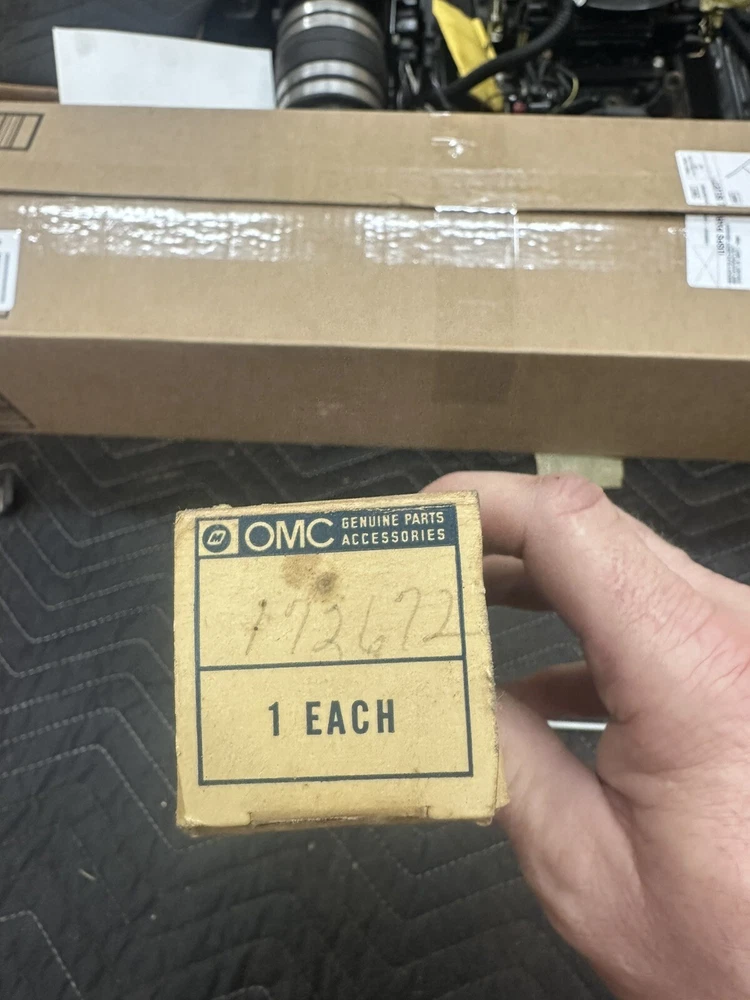 OMC GENUINE PARTS
ACCESSORIES
172672
1 EACH